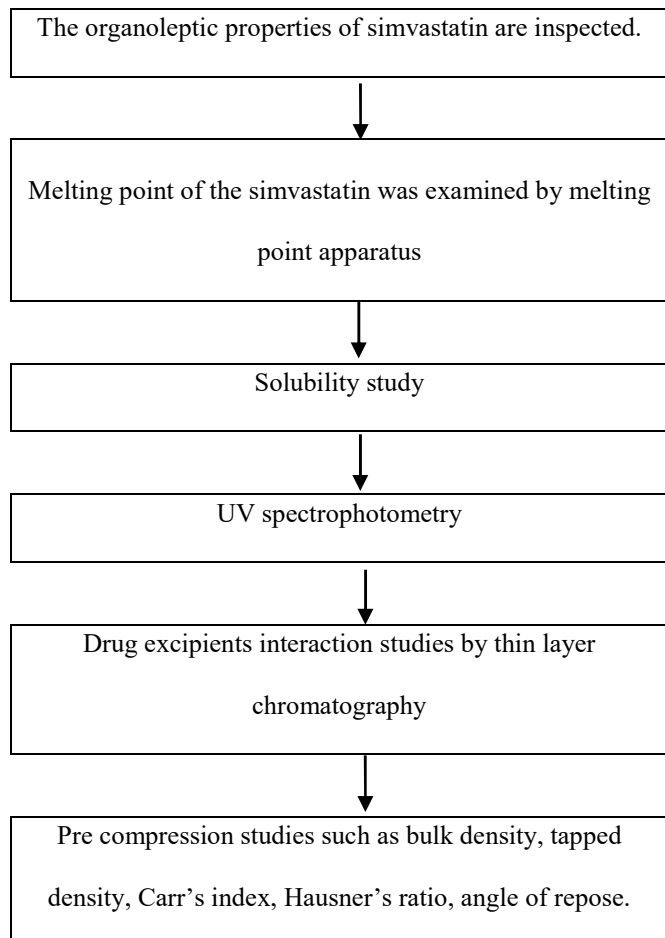 The organoleptic properties of simvastatin are inspected.
Melting point of the simvastatin was examined by melting
point apparatus
Solubility study
UV spectrophotometry
Drug excipients interaction studies by thin layer
chromatography
Pre compression studies such as bulk density, tapped
density, Carr’s index, Hausner’s ratio, angle of repose.